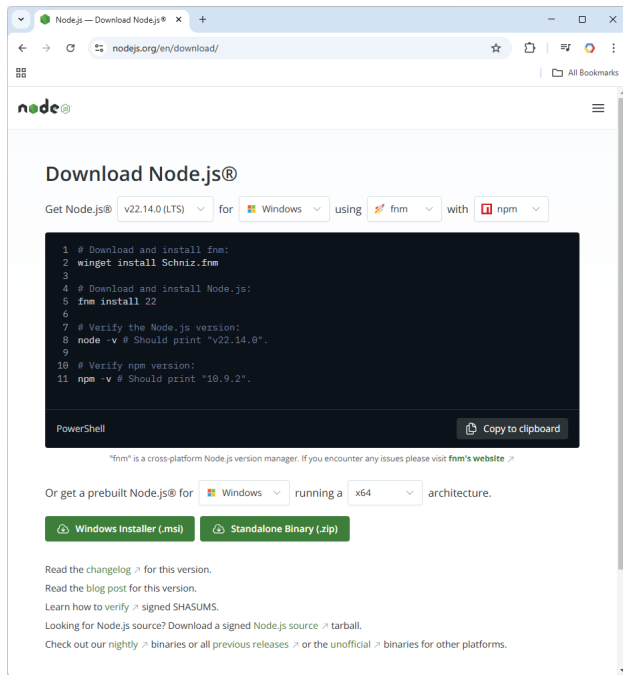 Node.js — Download Node.js®
nodejs.org/en/download/
All Bookmarks
node
Download Node.js®
Get Node.js® v22.14.0 (LTS) for Windows using fnm with npm
1 # Download and install fnm:
2 winget install Schniz.fnm
3
4 # Download and install Node.js:
5 fnm install 22
6
7 # Verify the Node.js version:
8 node -v # Should print "v22.14.0".
9
10 # Verify npm version:
11 npm -v # Should print "10.9.2".
PowerShell Copy to clipboard
"fnm" is a cross-platform Node.js version manager. If you encounter any issues please visit fnm's website ↗
Or get a prebuilt Node.js® for Windows running a x64 architecture.
Windows Installer (.msi) Standalone Binary (.zip)
Read the changelog ↗ for this version.
Read the blog post for this version.
Learn how to verify ↗ signed SHASUMS.
Looking for Node.js source? Download a signed Node.js source ↗ tarball.
Check out our nightly ↗ binaries or all previous releases ↗ or the unofficial ↗ binaries for other platforms.